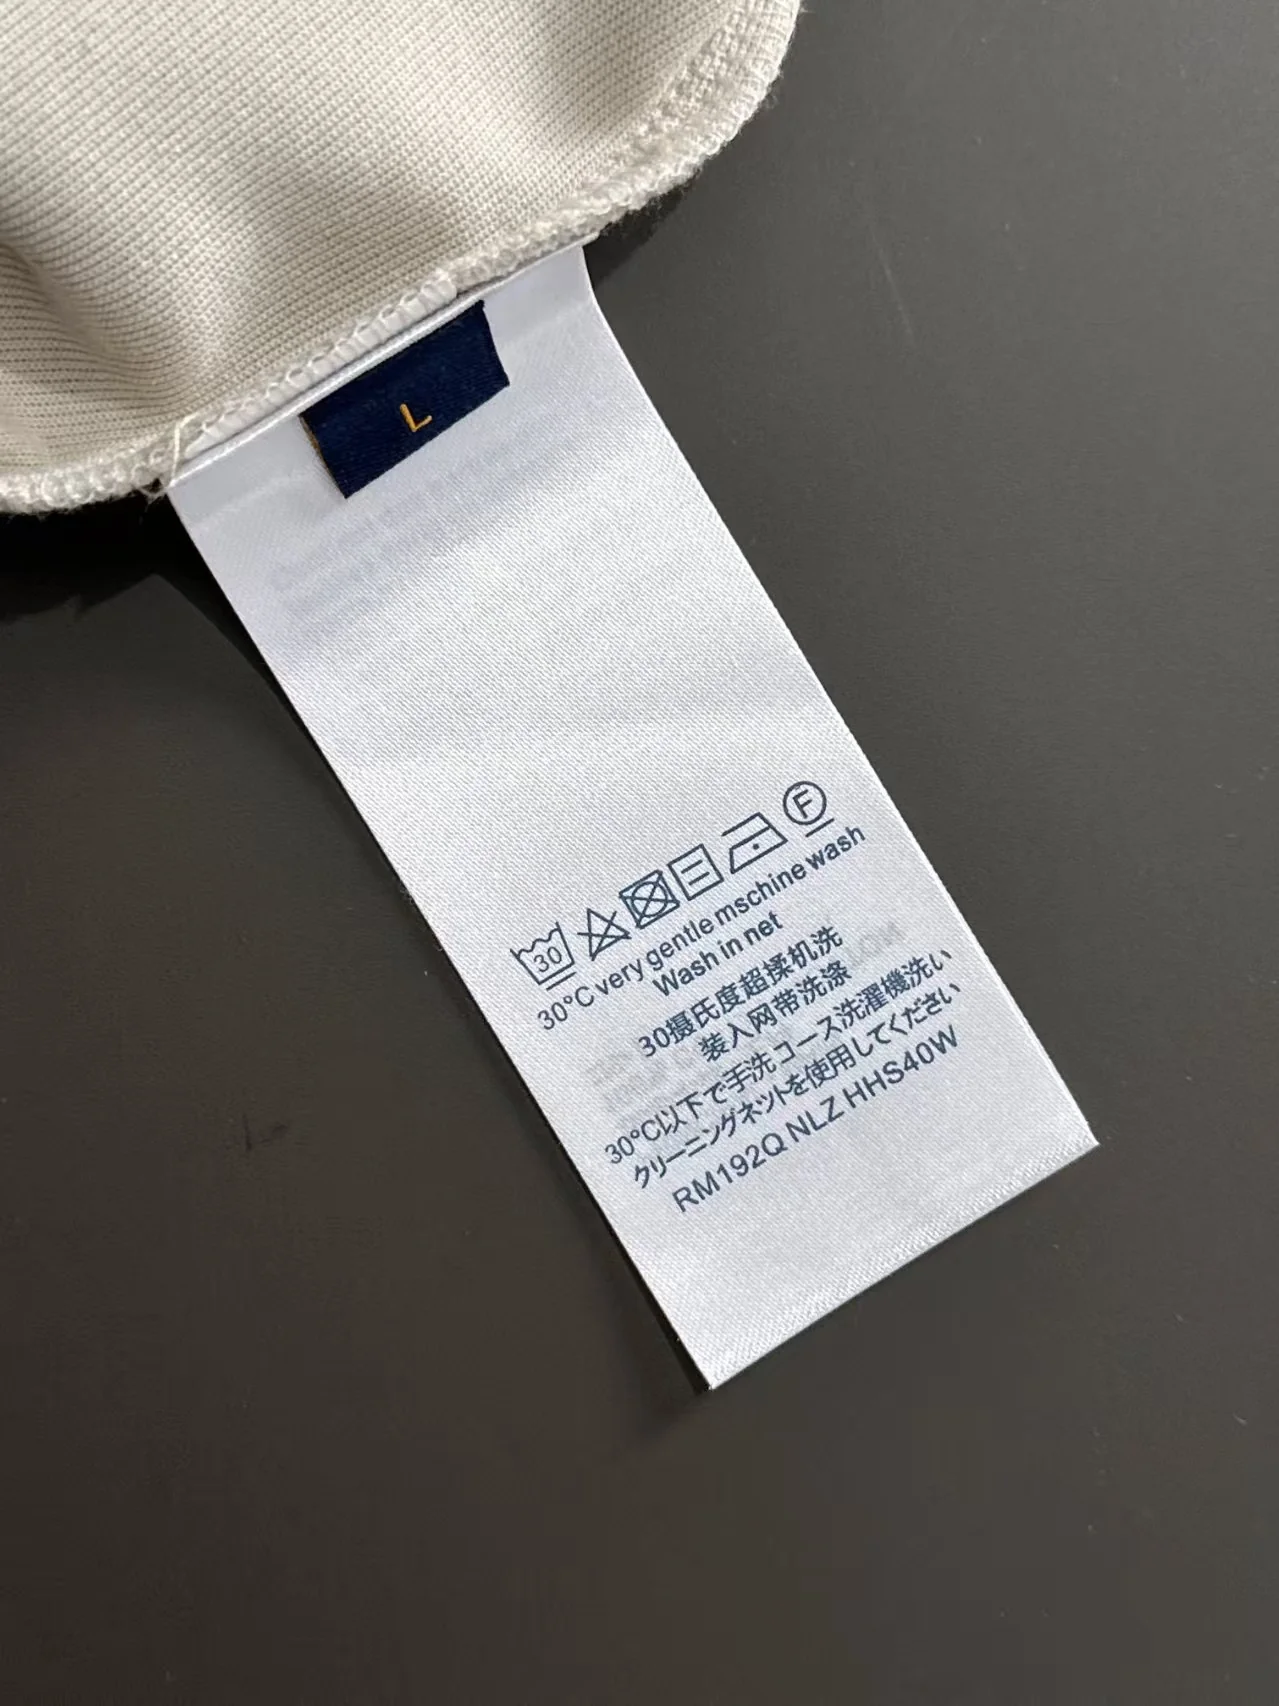 L
30
F
30°C very gentle mschine wash
Wash in net
30摄氏度超揉机洗
装入网带洗涤
30°C以下で手洗コース洗濯機洗い
クリーニングネットを使用してください
RM192Q NLZ HHS40W